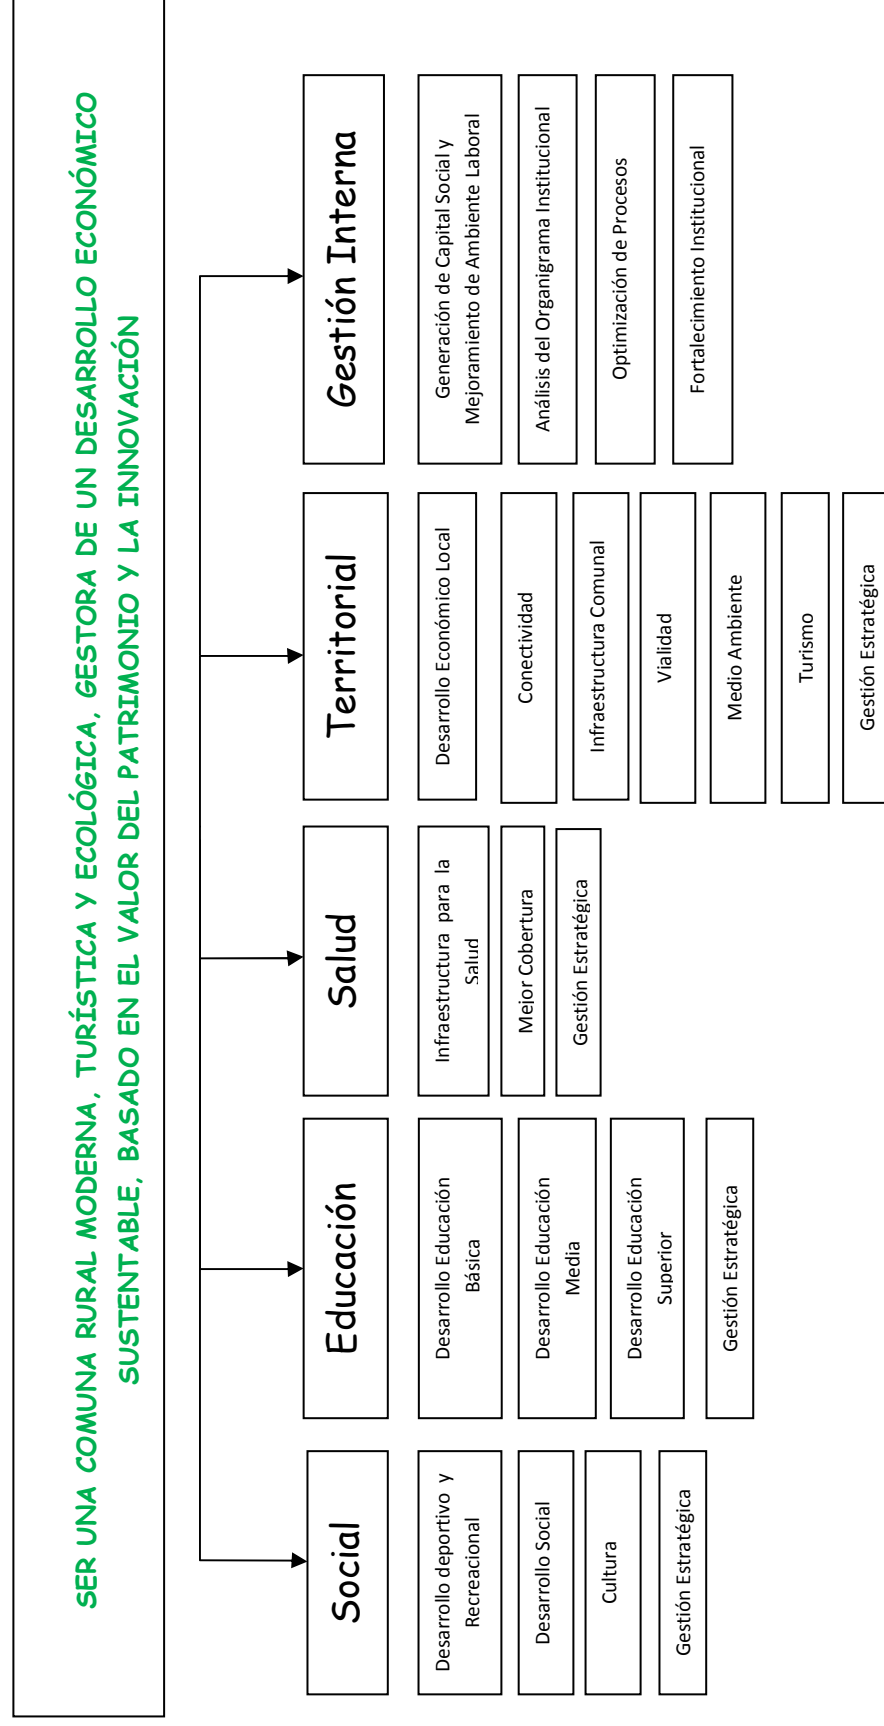 SER UNA COMUNA RURAL MODERNA, TURÍSTICA Y ECOLÓGICA, GESTORA DE UN DESARROLLO ECONÓMICO
SUSTENTABLE, BASADO EN EL VALOR DEL PATRIMONIO Y LA INNOVACIÓN
Social
Desarrollo deportivo y
Recreacional
Desarrollo Social
Cultura
Gestión Estratégica
Educación
Desarrollo Educación
Básica
Desarrollo Educación
Media
Desarrollo Educación
Superior
Gestión Estratégica
Salud
Infraestructura para la
Salud
Mejor Cobertura
Gestión Estratégica
Territorial
Desarrollo Económico Local
Conectividad
Infraestructura Comunal
Vialidad
Medio Ambiente
Turismo
Gestión Estratégica
Gestión Interna
Generación de Capital Social y
Mejoramiento de Ambiente Laboral
Análisis del Organigrama Institucional
Optimización de Procesos
Fortalecimiento Institucional